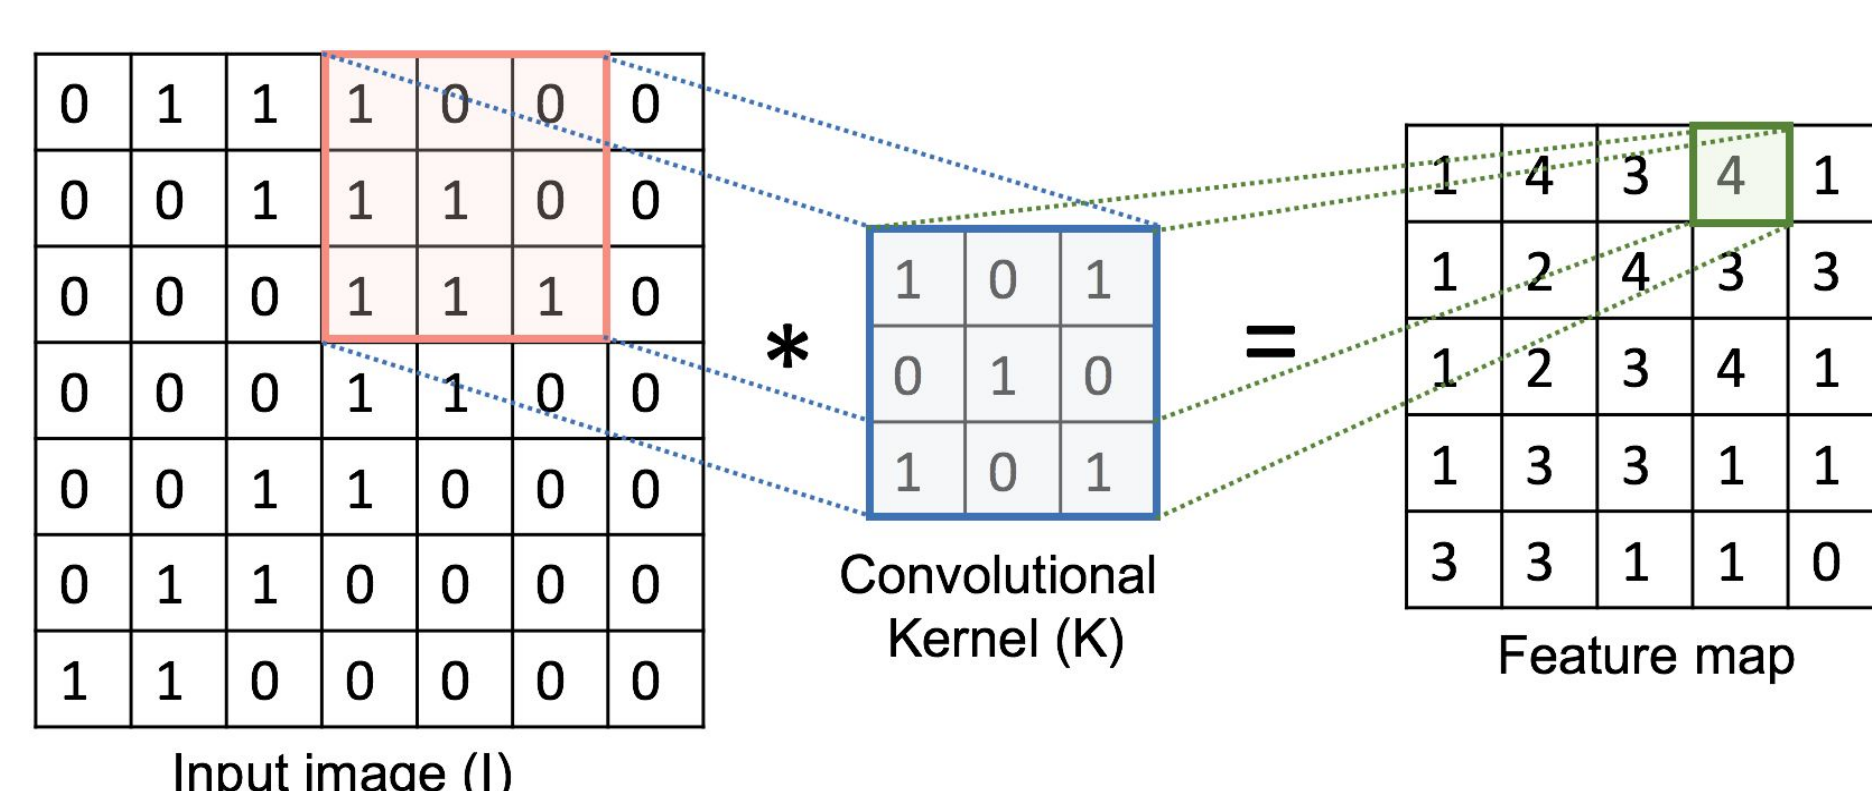 0 1 1 1 0 0 0
0 0 1 1 1 0 0
0 0 0 1 1 1 0
0 0 0 1 1 0 0
0 0 1 1 0 0 0
0 1 1 0 0 0 0
1 1 0 0 0 0 0
Input image (I)
*
1 0 1
0 1 0
1 0 1
Convolutional
Kernel (K)
=
1 4 3 4 1
1 2 4 3 3
1 2 3 4 1
1 3 3 1 1
3 3 1 1 0
Feature map